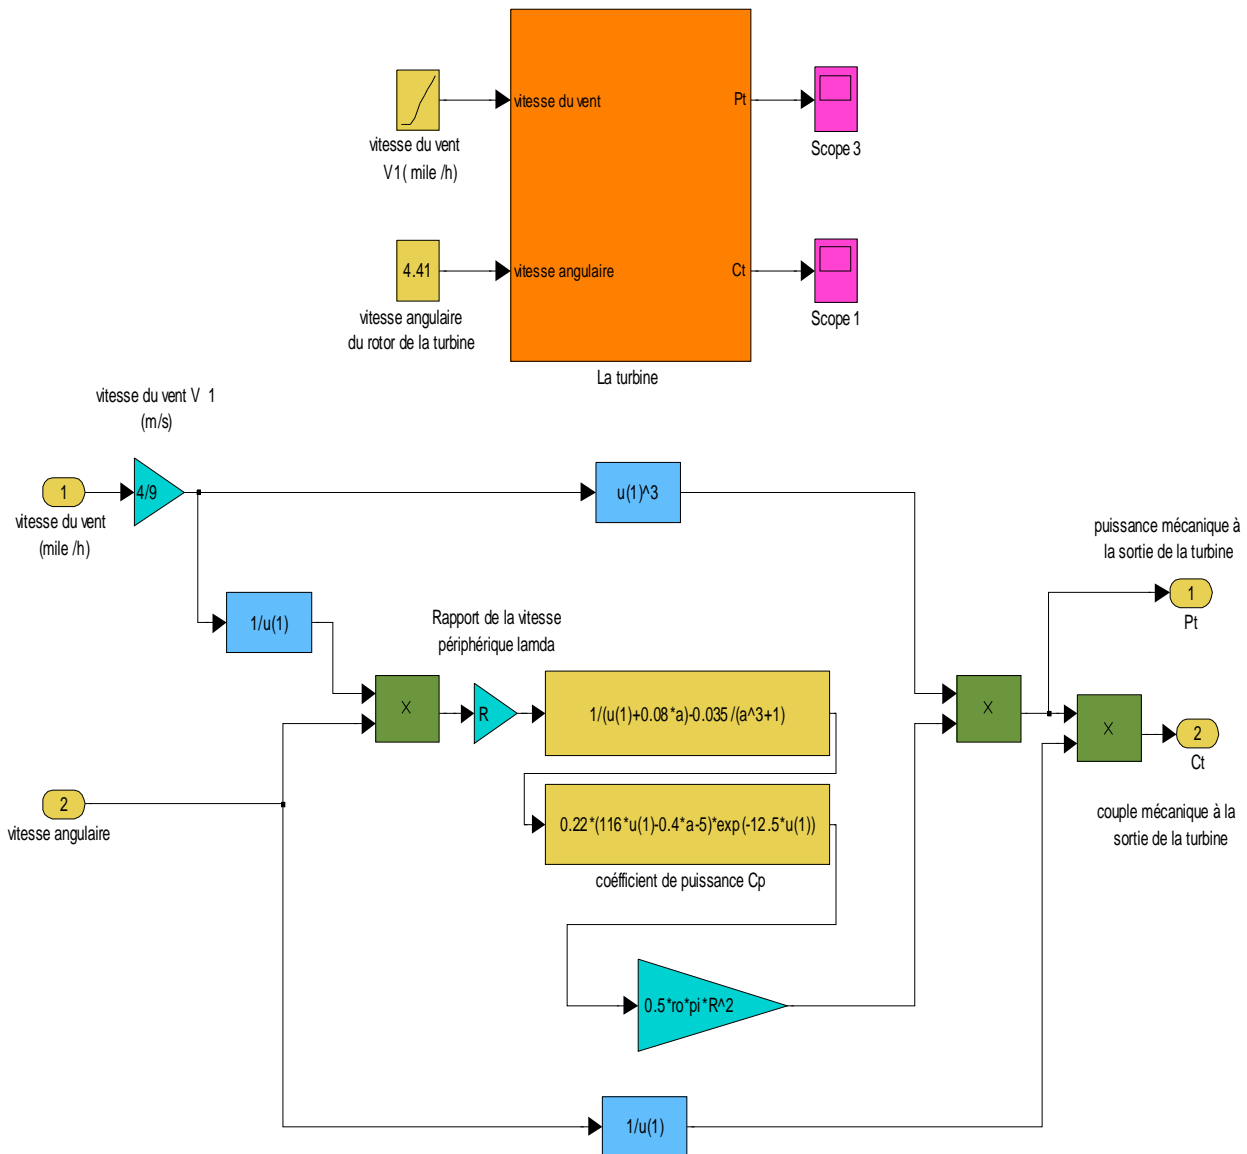 vitesse du vent
V1( mile /h)
4.41
vitesse angulaire
du rotor de la turbine
vitesse du vent
vitesse angulaire
Pt
Ct
La turbine
Scope 3
Scope 1
vitesse du vent V 1
(m/s)
1
vitesse du vent
(mile /h)
4/9
u(1)^3
1/u(1)
Rapport de la vitesse
périphérique lamda
X
R
1/(u(1)+0.08*a)-0.035/(a^3+1)
0.22*(116*u(1)-0.4*a-5)*exp(-12.5*u(1))
coéfficient de puissance Cp
2
vitesse angulaire
0.5*ro*pi*R^2
1/u(1)
X
X
puissance mécanique à
la sortie de la turbine
1
Pt
2
Ct
couple mécanique à la
sortie de la turbine